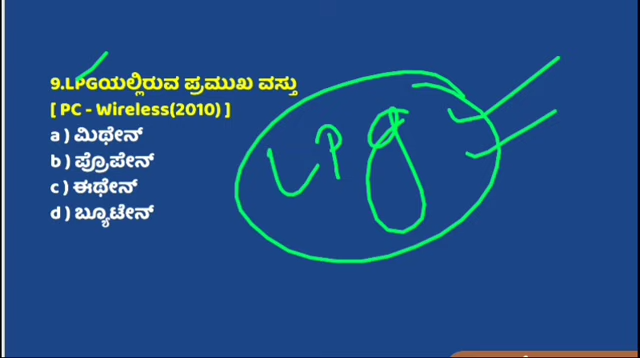 9.LPGಯಲ್ಲಿರುವ ಪ್ರಮುಖ ವಸ್ತು
[ PC - Wireless(2010) ]
a ) ಮಿಥೇನ್
b ) ಪ್ರೊಪೇನ್
c ) ಈಥೇನ್
d ) ಬ್ಯೂಟೇನ್
LPg